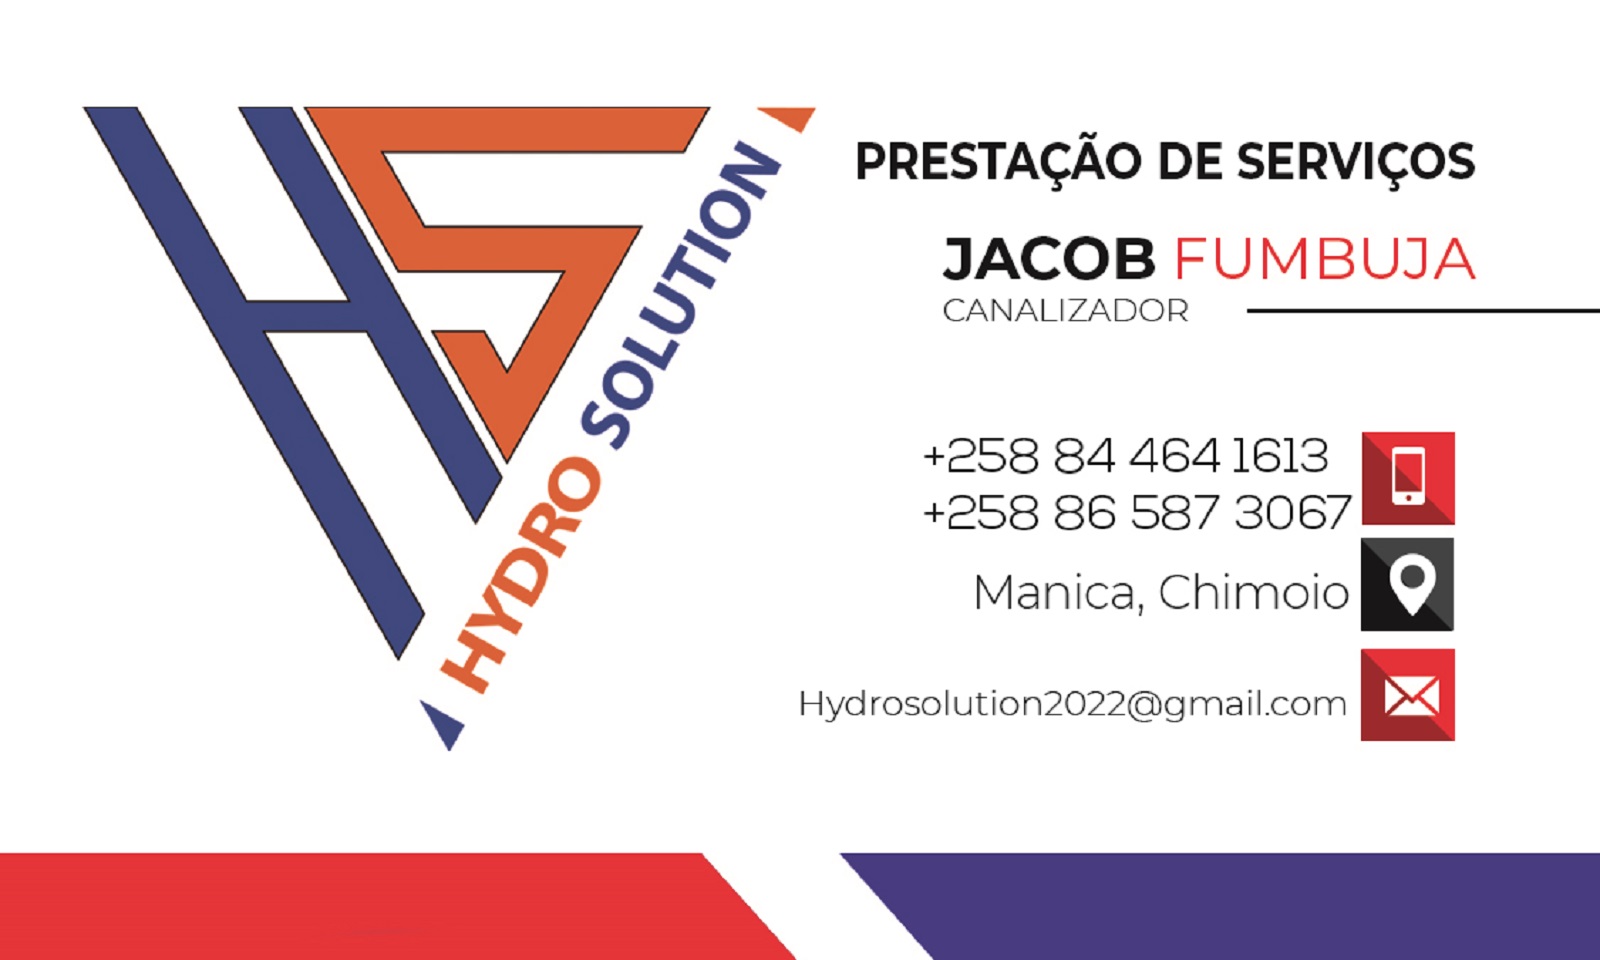 HS
HYDRO SOLUTION
PRESTAÇÃO DE SERVIÇOS
JACOB FUMBUJA
CANALIZADOR
+258 84 464 1613
+258 86 587 3067
Manica, Chimoio
Hydrosolution2022@gmail.com